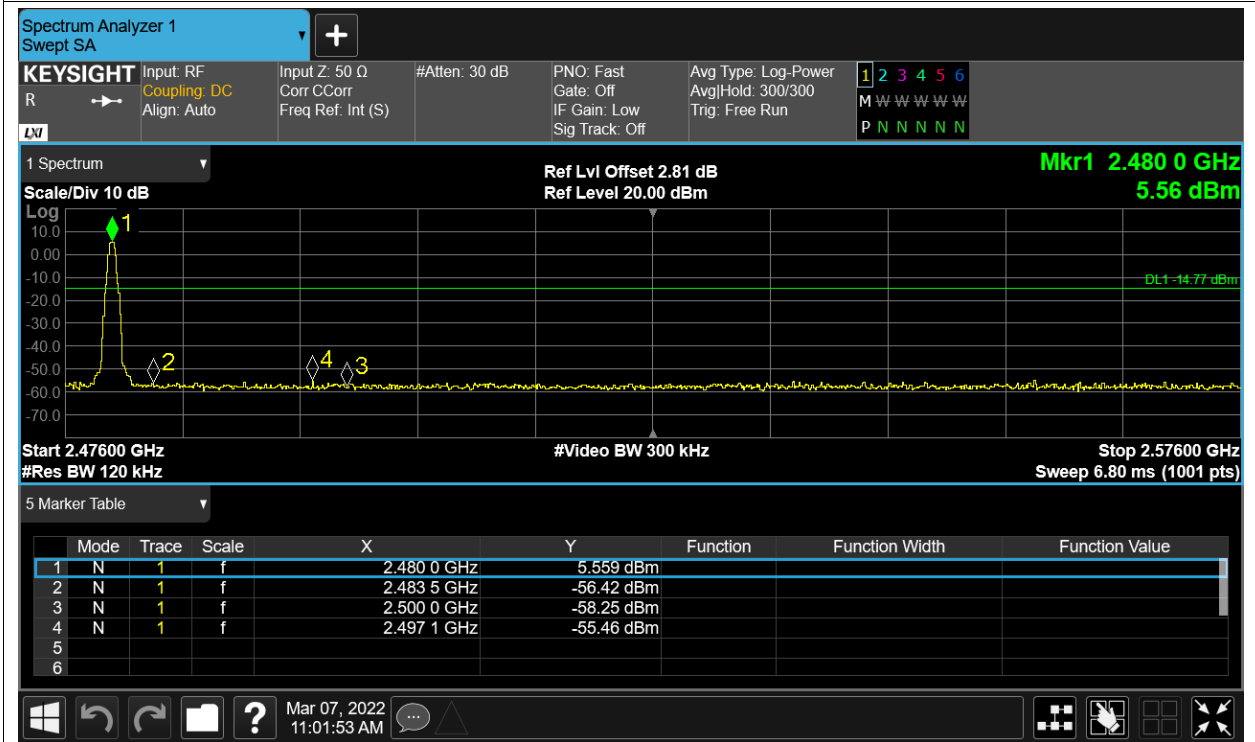 Spectrum Analyzer 1
Swept SA
+
KEYSIGHT
R
LXI
Input: RF
Coupling: DC
Align: Auto
Input Z: 50 Ω
Corr CCorr
Freq Ref: Int (S)
#Atten: 30 dB
PNO: Fast
Gate: Off
IF Gain: Low
Sig Track: Off
Avg Type: Log-Power
Avg|Hold: 300/300
Trig: Free Run
1 2 3 4 5 6
M W W W W W
P N N N N N
1 Spectrum
Scale/Div 10 dB
Ref Lvl Offset 2.81 dB
Ref Level 20.00 dBm
Mkr1 2.480 0 GHz
5.56 dBm
Log
10.0
0.00
-10.0
-20.0
-30.0
-40.0
-50.0
-60.0
-70.0
1
2
4
3
DL1 -14.77 dBm
Start 2.47600 GHz
#Res BW 120 kHz
#Video BW 300 kHz
Stop 2.57600 GHz
Sweep 6.80 ms (1001 pts)
5 Marker Table
Mode Trace Scale X Y Function Function Width Function Value
1 N 1 f 2.480 0 GHz 5.559 dBm
2 N 1 f 2.483 5 GHz -56.42 dBm
3 N 1 f 2.500 0 GHz -58.25 dBm
4 N 1 f 2.497 1 GHz -55.46 dBm
5
6
?
Mar 07, 2022
11:01:53 AM